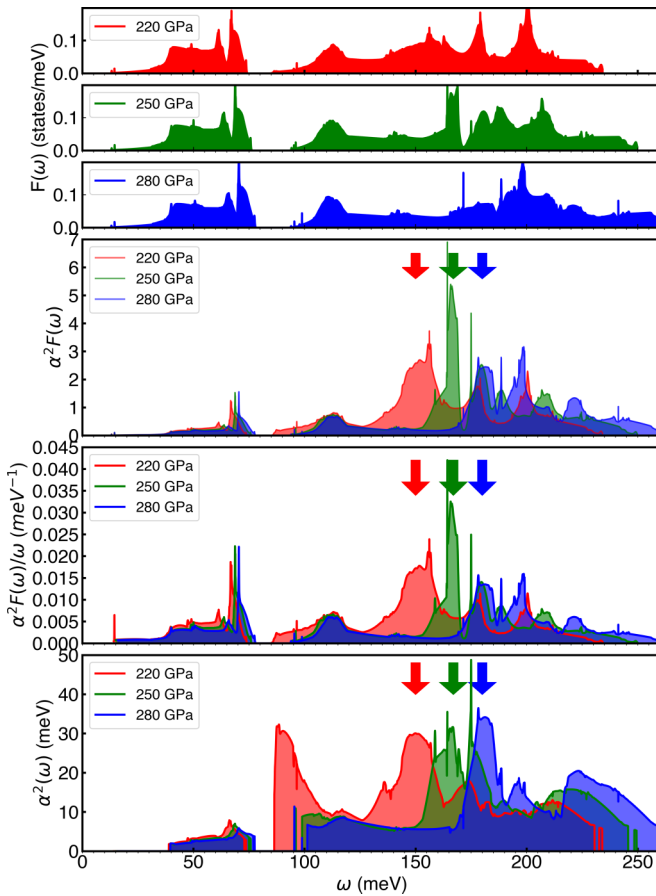 220 GPa
0.1
0.0
250 GPa
0.1
0.0
F(ω) (states/meV)
280 GPa
0.1
0.0
7
6
5
4
3
2
1
0
α²F(ω)
220 GPa
250 GPa
280 GPa
0.045
0.040
0.035
0.030
0.025
0.020
0.015
0.010
0.005
0.000
α²F(ω)/ω (meV⁻¹)
220 GPa
250 GPa
280 GPa
50
40
30
20
10
0
α²(ω) (meV)
220 GPa
250 GPa
280 GPa
0 50 100 150 200 250
ω (meV)